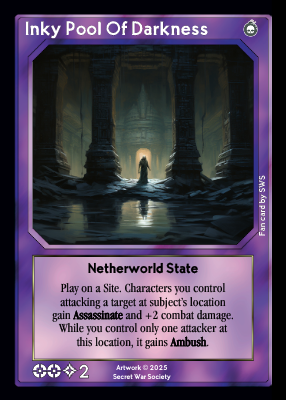 Inky Pool Of Darkness
Fan card by SWS
Netherworld State
Play on a Site. Characters you control
attacking a target at subject's location
gain Assassinate and +2 combat damage.
While you control only one attacker at
this location, it gains Ambush.
2
Artwork © 2025
Secret War Society